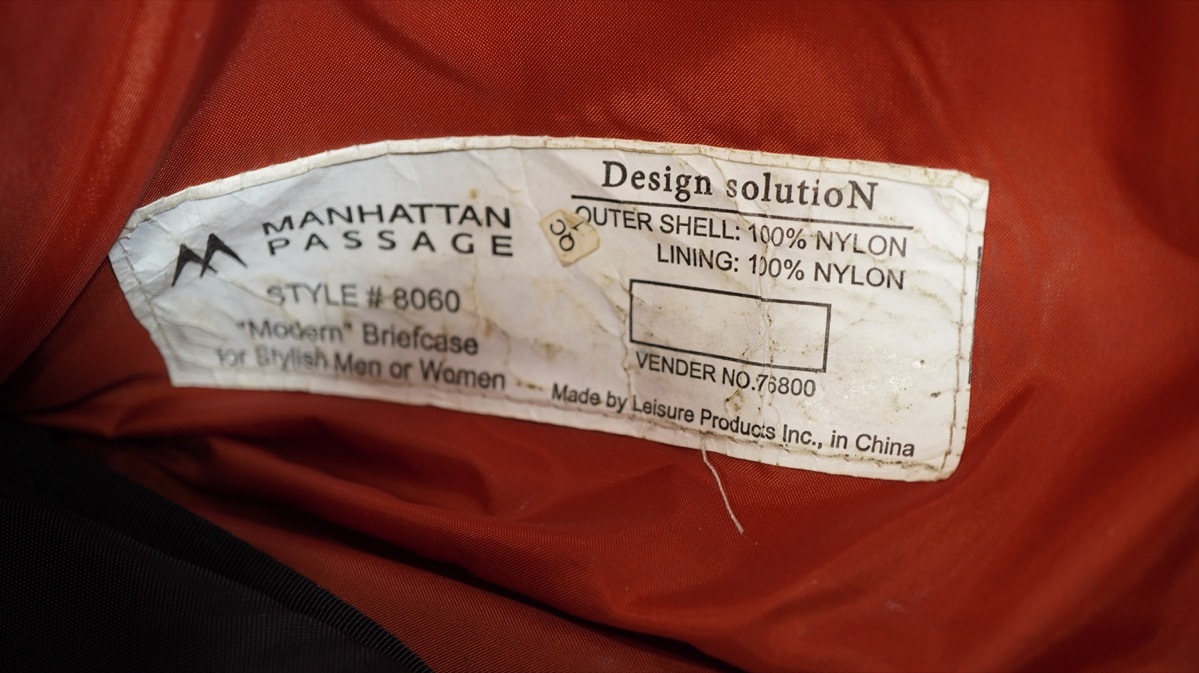 MANHATTAN
PASSAGE
STYLE # 8060
"Modern" Briefcase
for Stylish Men or Women
QC
Design solutioN
OUTER SHELL: 100% NYLON
LINING: 100% NYLON
VENDER NO.76800
Made by Leisure Products Inc., in China